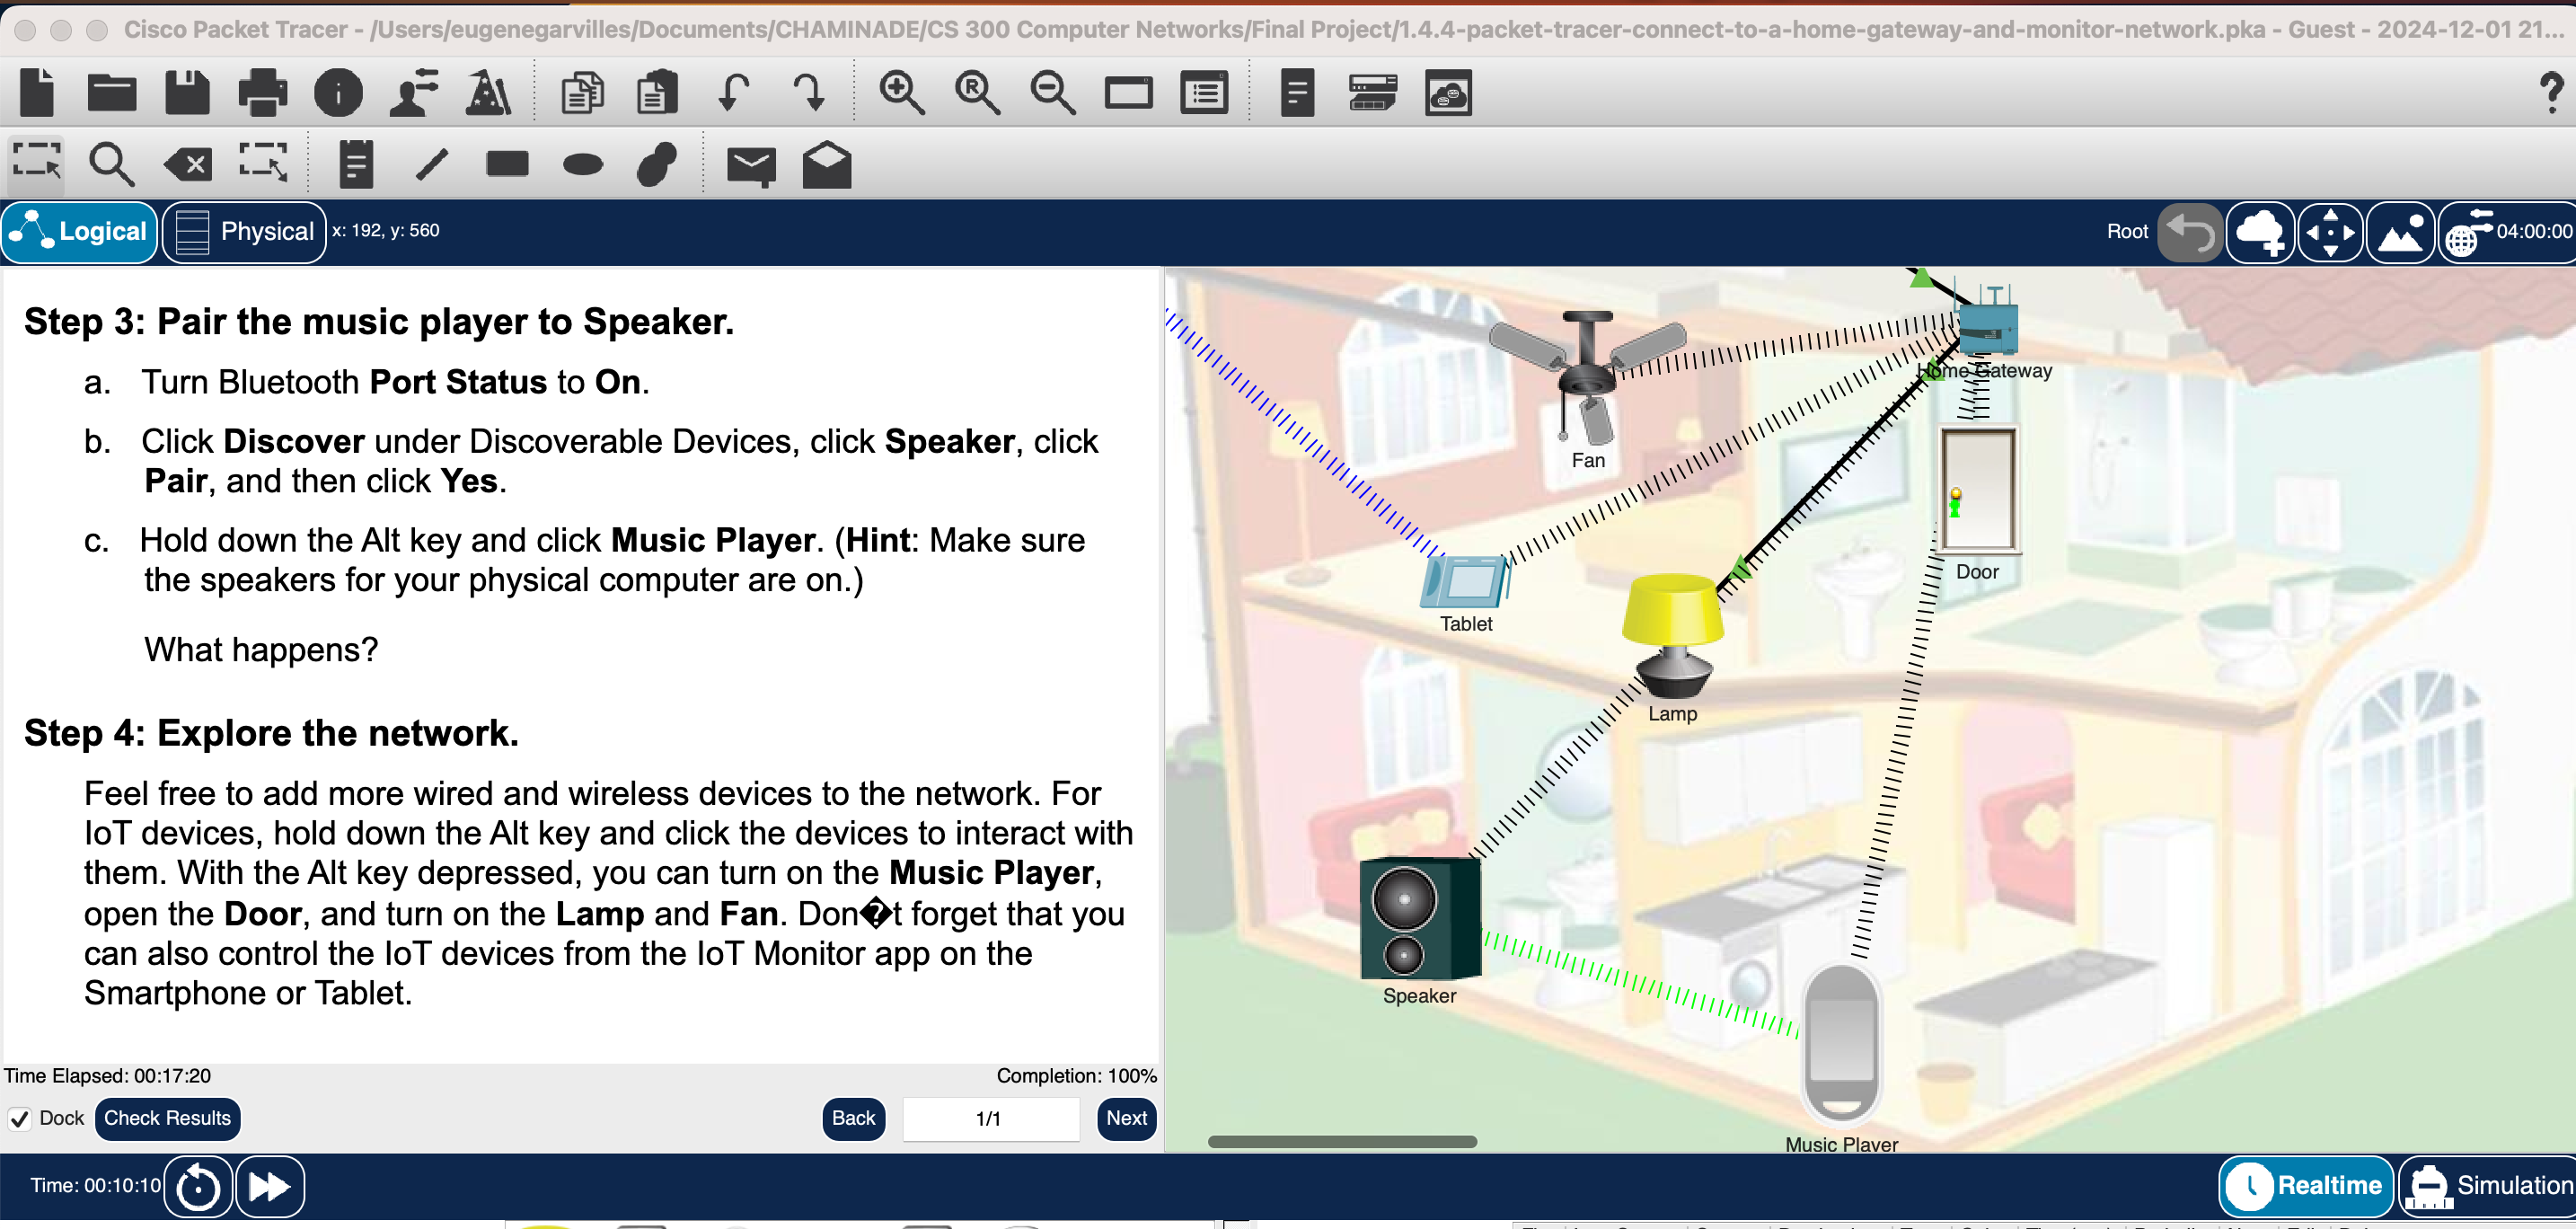 Cisco Packet Tracer - /Users/eugenegarvilles/Documents/CHAMINADE/CS 300 Computer Networks/Final Project/1.4.4-packet-tracer-connect-to-a-home-gateway-and-monitor-network.pka - Guest - 2024-12-01 21...
Logical
Physical
x: 192, y: 560
Root
04:00:00
Step 3: Pair the music player to Speaker.
a. Turn Bluetooth Port Status to On.
b. Click Discover under Discoverable Devices, click Speaker, click
Pair, and then click Yes.
c. Hold down the Alt key and click Music Player. (Hint: Make sure
the speakers for your physical computer are on.)
What happens?
Step 4: Explore the network.
Feel free to add more wired and wireless devices to the network. For
IoT devices, hold down the Alt key and click the devices to interact with
them. With the Alt key depressed, you can turn on the Music Player,
open the Door, and turn on the Lamp and Fan. Don�t forget that you
can also control the IoT devices from the IoT Monitor app on the
Smartphone or Tablet.
Time Elapsed: 00:17:20
Completion: 100%
Dock
Check Results
Back
1/1
Next
Home Gateway
Fan
Door
Tablet
Lamp
Speaker
Music Player
Time: 00:10:10
Realtime
Simulation